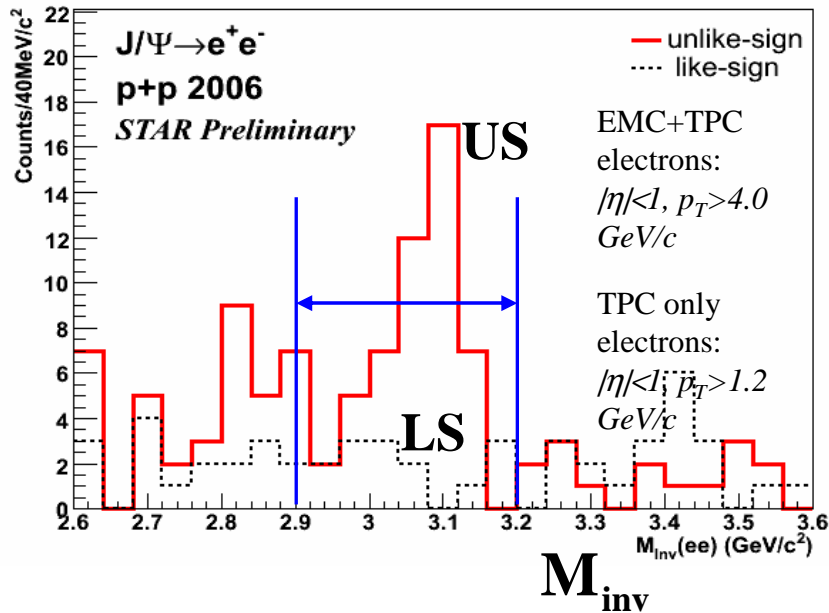 J/Ψ→e⁺e⁻
p+p 2006
STAR Preliminary
unlike-sign
like-sign
US
LS
EMC+TPC
electrons:
|η|<1, p_T>4.0
GeV/c
TPC only
electrons:
|η|<1, p_T>1.2
GeV/c
Counts/40MeV/c²
22
20
18
16
14
12
10
8
6
4
2
0
2.6 2.7 2.8 2.9 3 3.1 3.2 3.3 3.4 3.5 3.6
M_Inv(ee) (GeV/c²)
M_inv